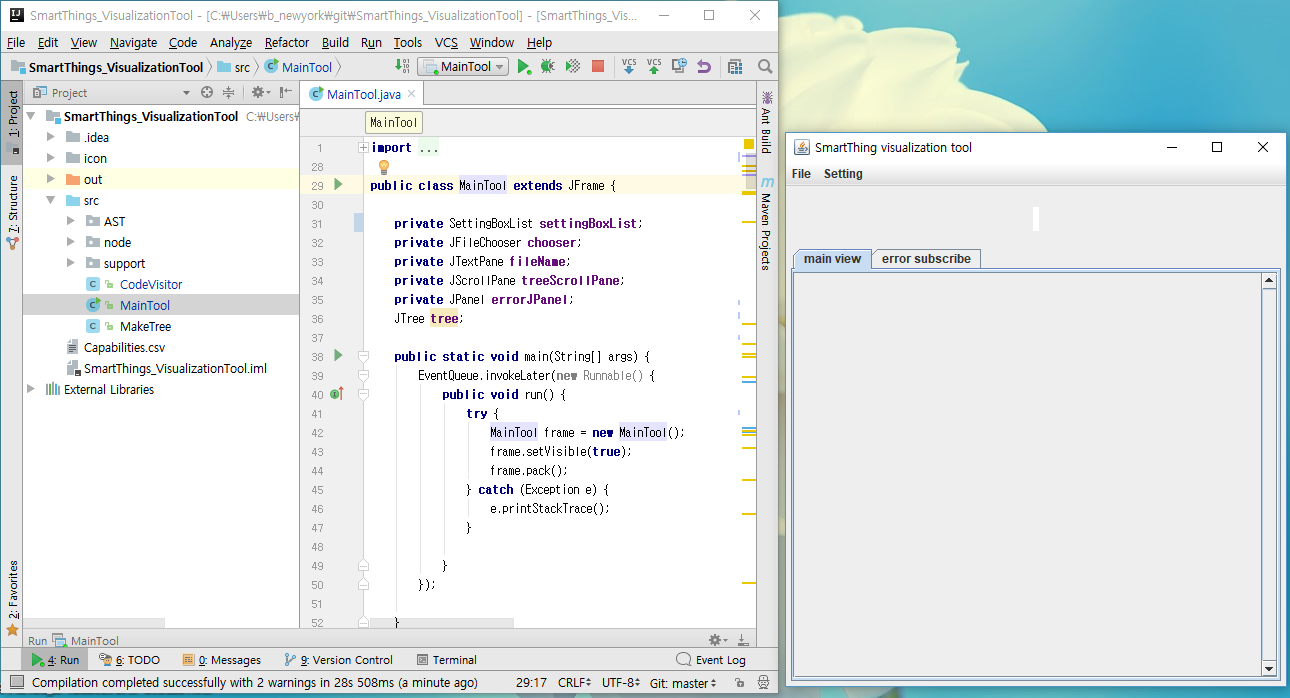 SmartThings_VisualizationTool - [C:₩Users₩b_newyork₩git₩SmartThings_VisualizationTool] - [SmartThings_Vis...
File Edit View Navigate Code Analyze Refactor Build Run Tools VCS Window Help
SmartThings_VisualizationTool src MainTool MainTool VCS VCS
1: Project
7: Structure
2: Favorites
Project
SmartThings_VisualizationTool C:₩Users₩
.idea
icon
out
src
AST
node
support
CodeVisitor
MainTool
MakeTree
Capabilities.csv
SmartThings_VisualizationTool.iml
External Libraries
MainTool.java
MainTool
1 import ...
28
29 public class MainTool extends JFrame {
30
31 private SettingBoxList settingBoxList;
32 private JFileChooser chooser;
33 private JTextPane fileName;
34 private JScrollPane treeScrollPane;
35 private JPanel errorJPanel;
36 JTree tree;
37
38 public static void main(String[] args) {
39 EventQueue.invokeLater(new Runnable() {
40 public void run() {
41 try {
42 MainTool frame = new MainTool();
43 frame.setVisible(true);
44 frame.pack();
45 } catch (Exception e) {
46 e.printStackTrace();
47 }
48
49 }
50 });
51
52 }
Ant Build
Maven Projects
Run MainTool
4: Run 6: TODO 0: Messages 9: Version Control Terminal Event Log
Compilation completed successfully with 2 warnings in 28s 508ms (a minute ago) 29:17 CRLF UTF-8 Git: master
SmartThing visualization tool
File Setting
main view error subscribe